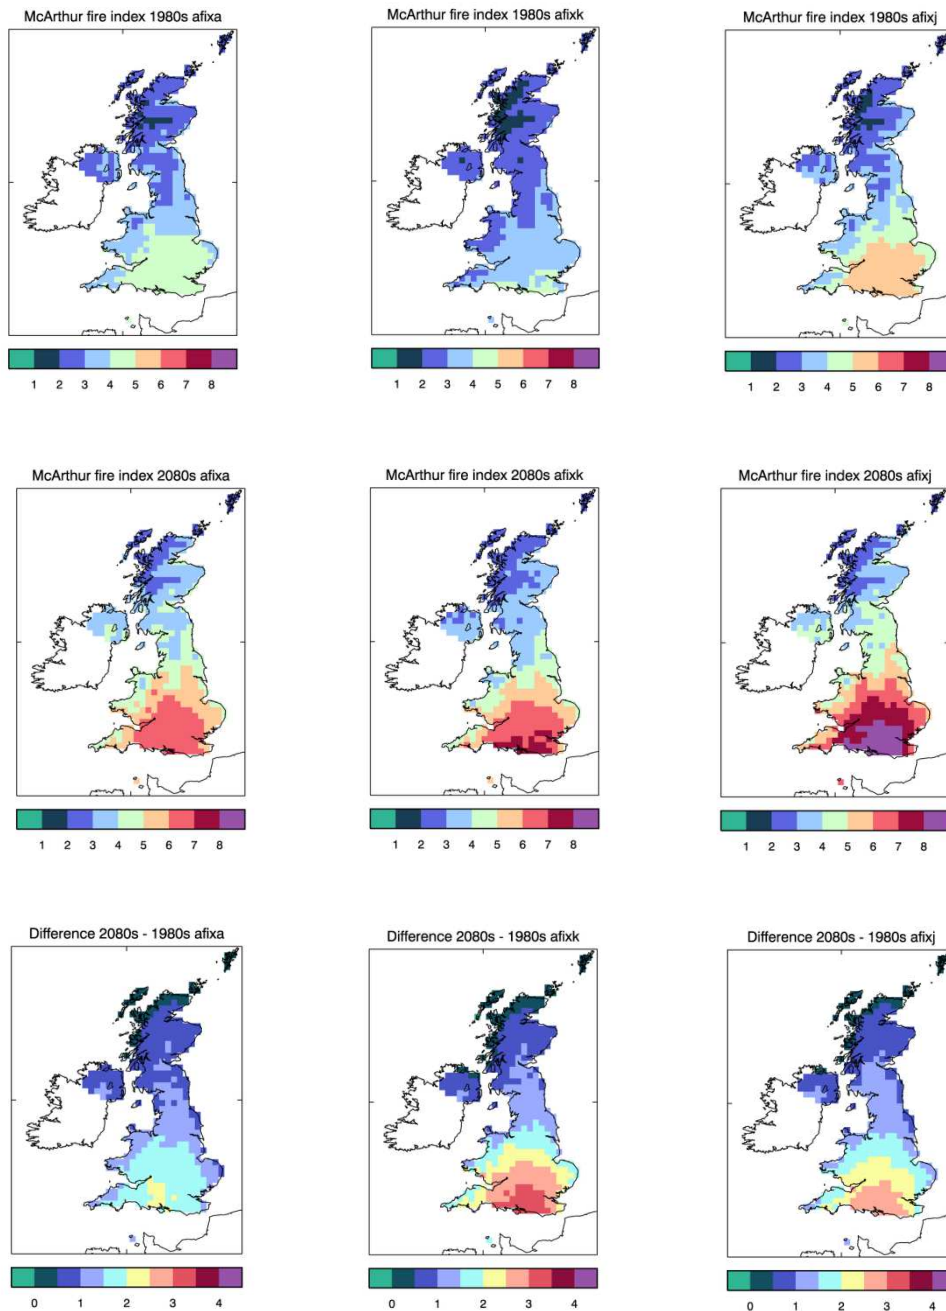 McArthur fire index 1980s afixa
McArthur fire index 1980s afixk
McArthur fire index 1980s afixj
1 2 3 4 5 6 7 8
1 2 3 4 5 6 7 8
1 2 3 4 5 6 7 8
McArthur fire index 2080s afixa
McArthur fire index 2080s afixk
McArthur fire index 2080s afixj
1 2 3 4 5 6 7 8
1 2 3 4 5 6 7 8
1 2 3 4 5 6 7 8
Difference 2080s - 1980s afixa
Difference 2080s - 1980s afixk
Difference 2080s - 1980s afixj
0 1 2 3 4
0 1 2 3 4
0 1 2 3 4